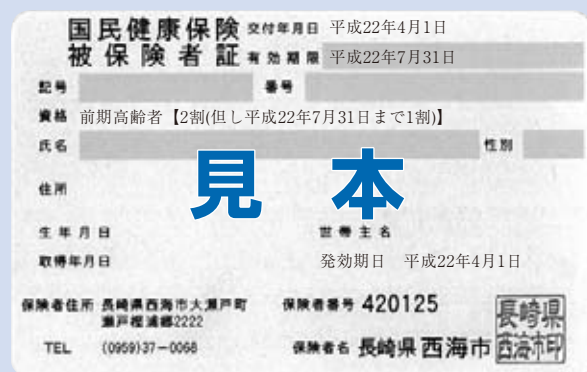 国民健康保険 交付年月日 平成22年4月1日
被保険者証 有効期限 平成22年7月31日
記号 番号
資格 前期高齢者【2割(但し平成22年7月31日まで1割)】
氏名 性別
見本
住所
生年月日 世帯主名
取得年月日 発効期日 平成22年4月1日
保険者住所 長崎県西海市大瀬戸町 保険者番号 420125
瀬戸樫浦郷2222
TEL (0959)37-0068 保険者名 長崎県西海市
長崎県
西海市印